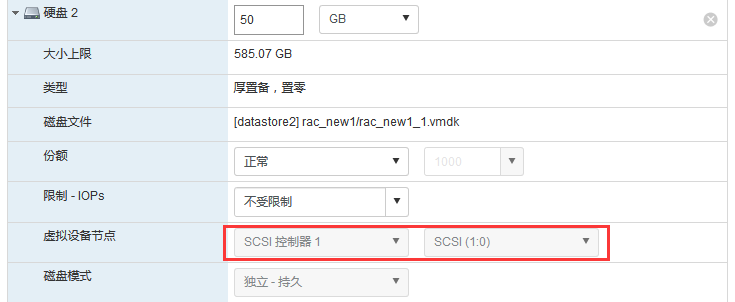 硬盘 2 50 GB
大小上限 585.07 GB
类型 厚置备，置零
磁盘文件 [datastore2] rac_new1/rac_new1_1.vmdk
份额 正常 1000
限制 - IOPs 不受限制
虚拟设备节点 SCSI 控制器 1 SCSI (1:0)
磁盘模式 独立 - 持久